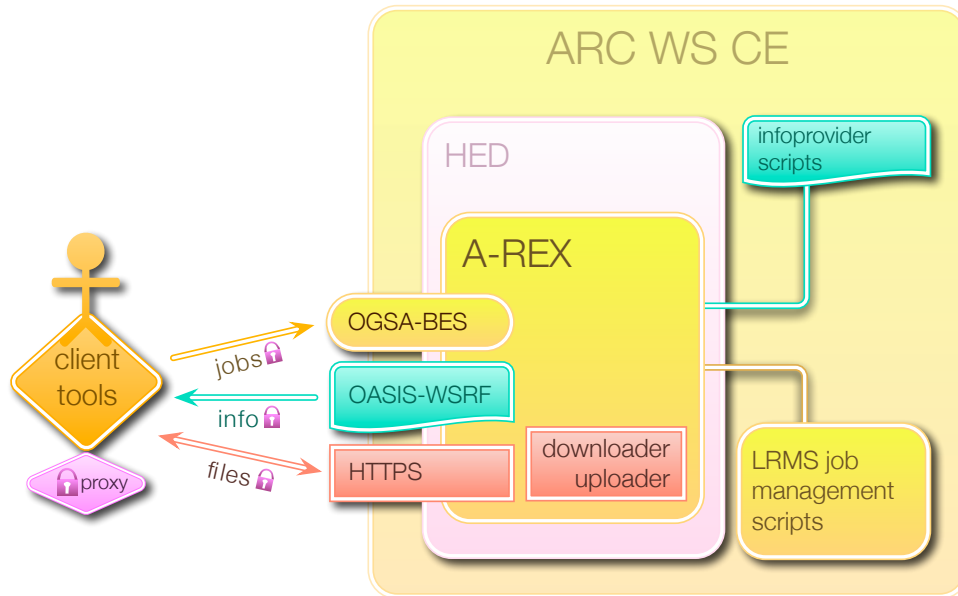 ARC WS CE
HED
infoprovider
scripts
A-REX
client
tools
proxy
jobs
info
files
OGSA-BES
OASIS-WSRF
HTTPS
downloader
uploader
LRMS job
management
scripts